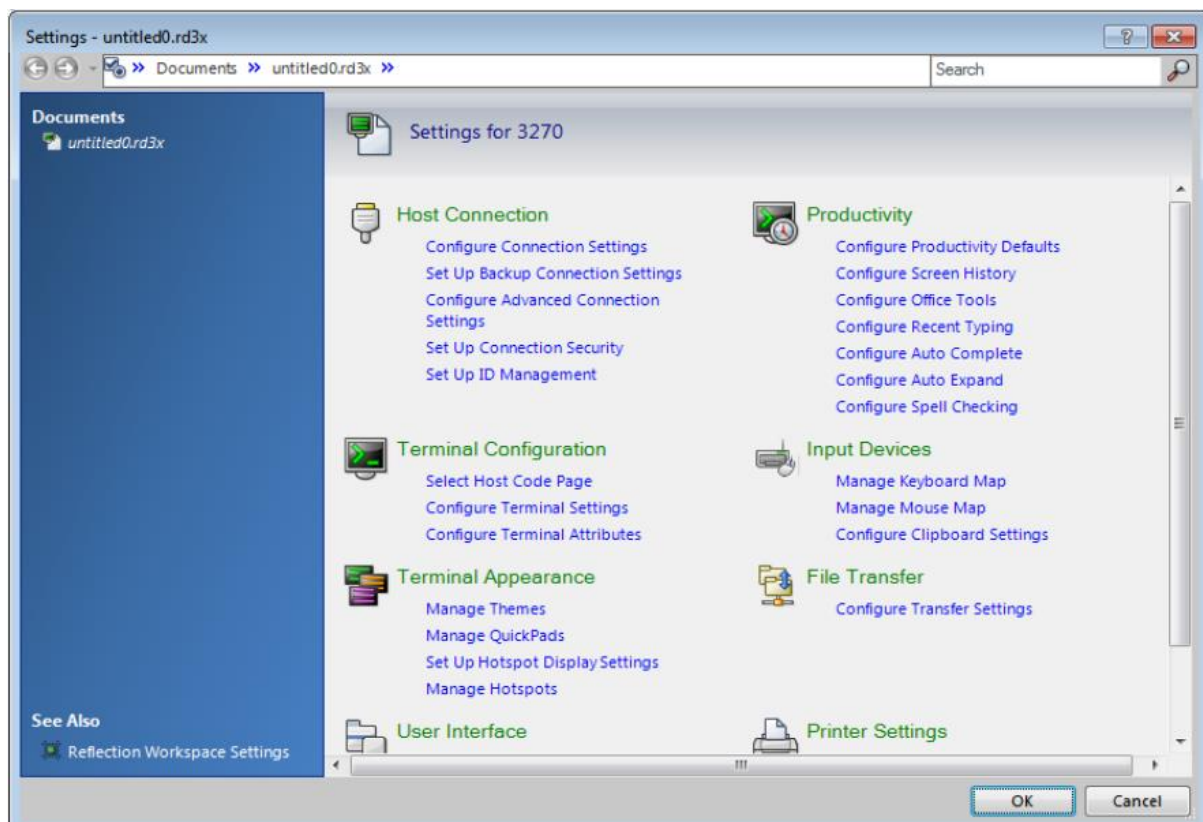 Settings - untitled0.rd3x
» Documents » untitled0.rd3x »
Search
Documents
untitled0.rd3x
See Also
Reflection Workspace Settings
Settings for 3270
Host Connection
Configure Connection Settings
Set Up Backup Connection Settings
Configure Advanced Connection
Settings
Set Up Connection Security
Set Up ID Management
Productivity
Configure Productivity Defaults
Configure Screen History
Configure Office Tools
Configure Recent Typing
Configure Auto Complete
Configure Auto Expand
Configure Spell Checking
Terminal Configuration
Select Host Code Page
Configure Terminal Settings
Configure Terminal Attributes
Input Devices
Manage Keyboard Map
Manage Mouse Map
Configure Clipboard Settings
Terminal Appearance
Manage Themes
Manage QuickPads
Set Up Hotspot Display Settings
Manage Hotspots
File Transfer
Configure Transfer Settings
User Interface
Printer Settings
OK
Cancel